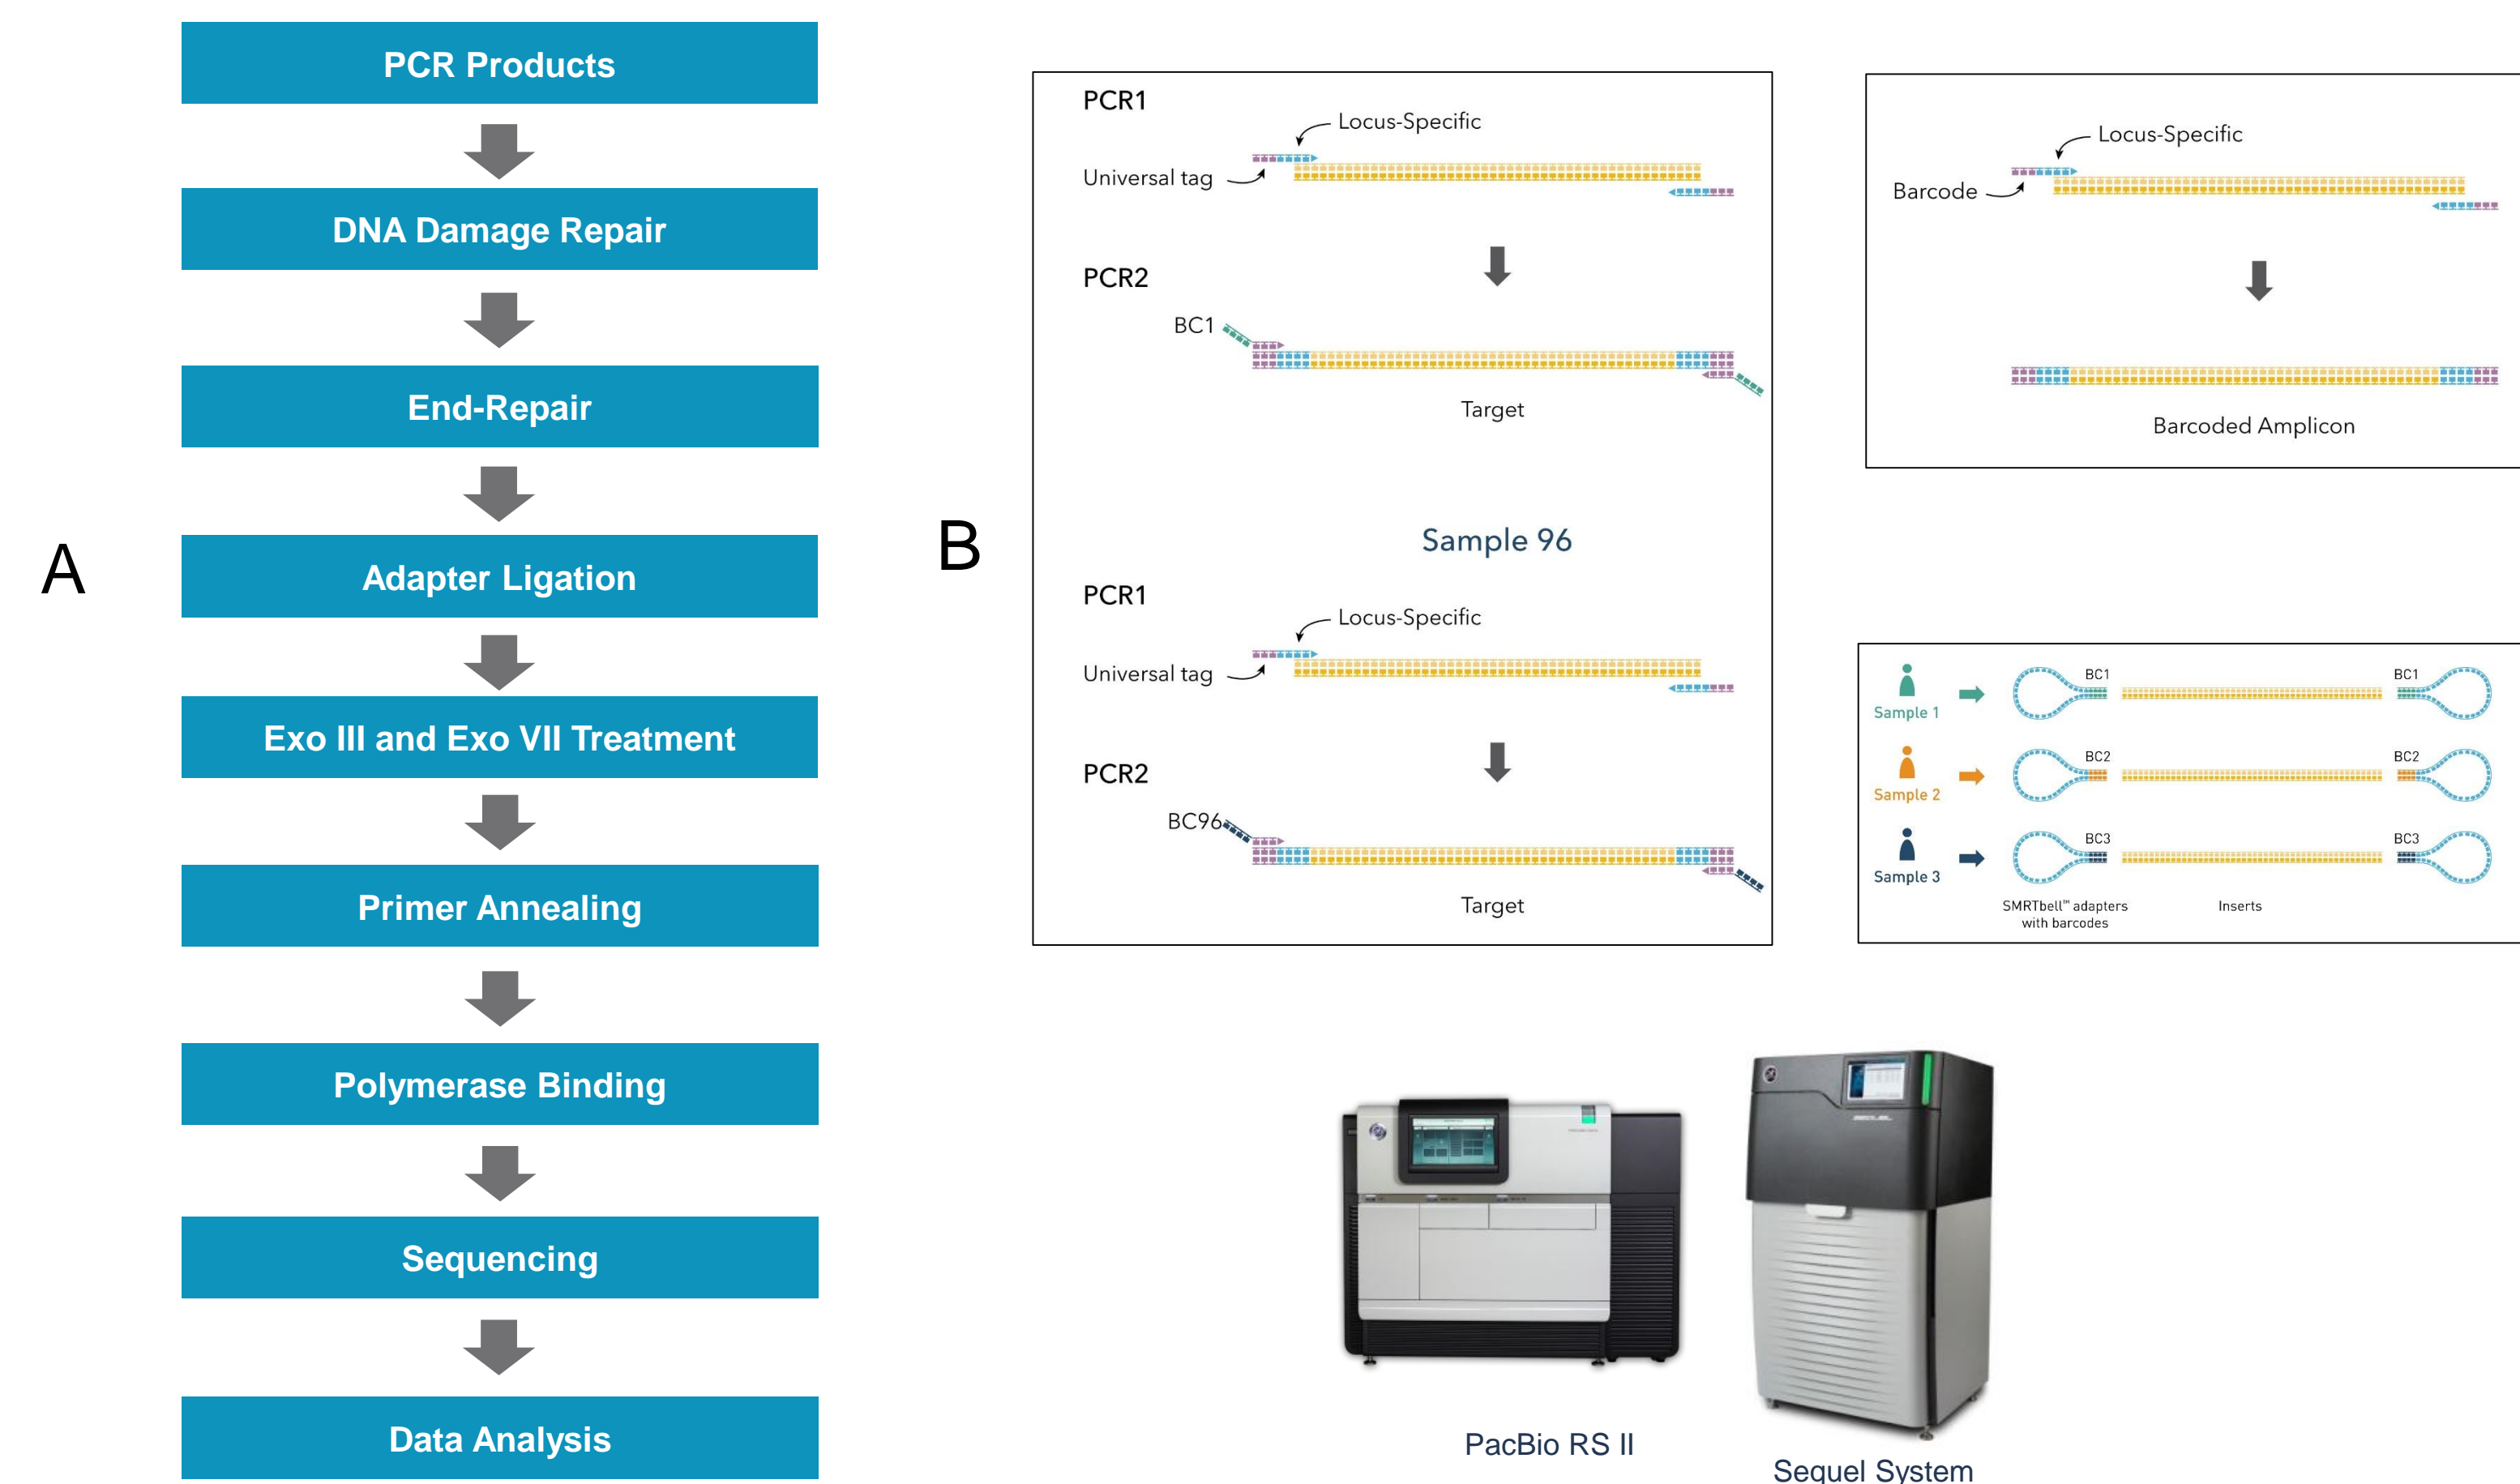 A
PCR Products
DNA Damage Repair
End-Repair
Adapter Ligation
Exo III and Exo VII Treatment
Primer Annealing
Polymerase Binding
Sequencing
Data Analysis
B
PCR1
Locus-Specific
Universal tag
PCR2
BC1
Target
Sample 96
PCR1
Locus-Specific
Universal tag
PCR2
BC96
Target
Locus-Specific
Barcode
Barcoded Amplicon
Sample 1
BC1
BC1
Sample 2
BC2
BC2
Sample 3
BC3
BC3
SMRTbell™ adapters
with barcodes
Inserts
PacBio RS II
Sequel System